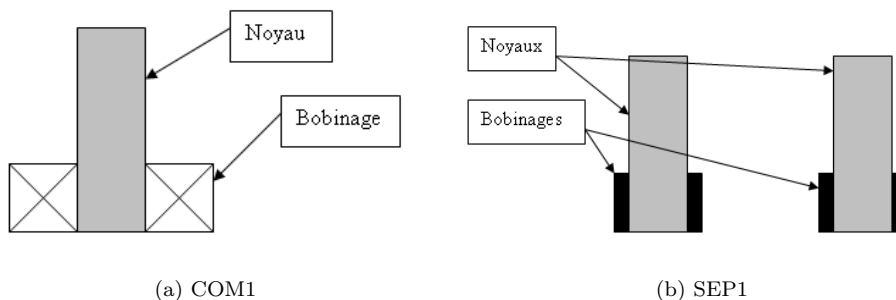 Noyau
Bobinage
Noyaux
Bobinages
(a) COM1
(b) SEP1